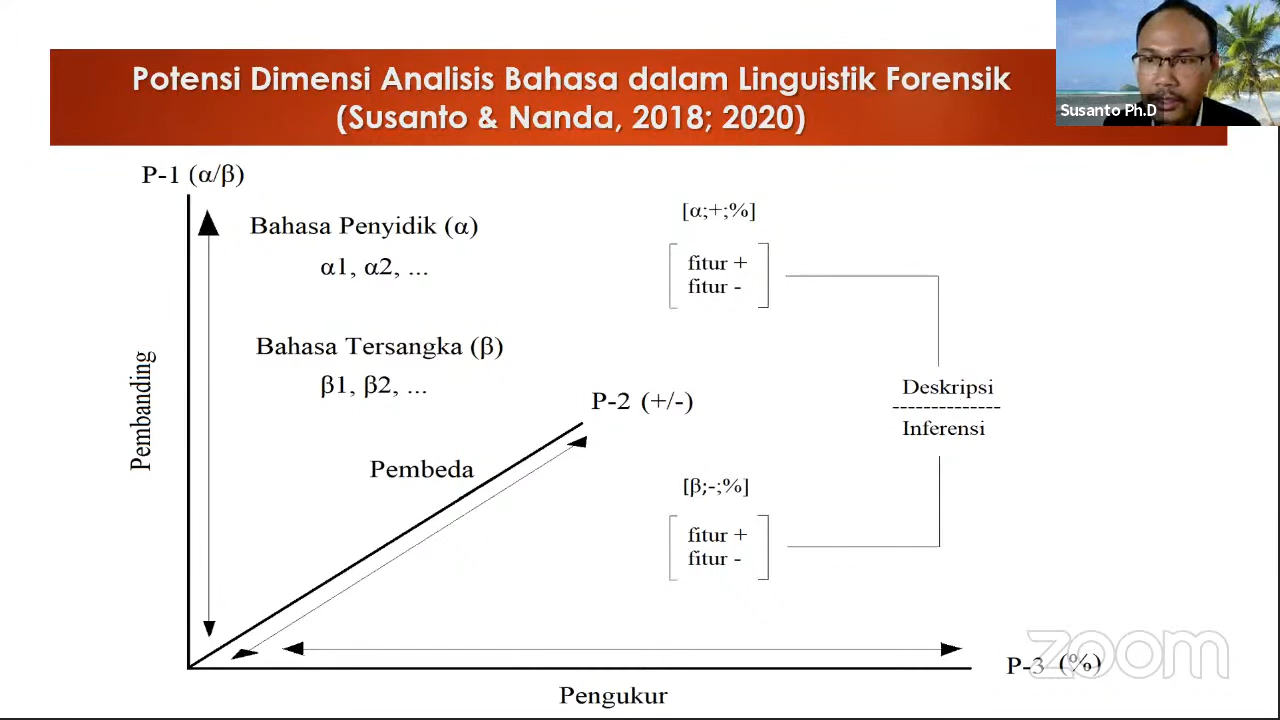 Potensi Dimensi Analisis Bahasa dalam Linguistik Forensik
(Susanto & Nanda, 2018; 2020)
Susanto Ph.D
P-1 (α/β)
Bahasa Penyidik (α)
α1, α2, ...
[α;+;%]
fitur +
fitur -
Bahasa Tersangka (β)
β1, β2, ...
Pembanding
P-2 (+/-)
Pembeda
Deskripsi
--------------
Inferensi
[β;-;%]
fitur +
fitur -
P-3 (%)
zoom
Pengukur